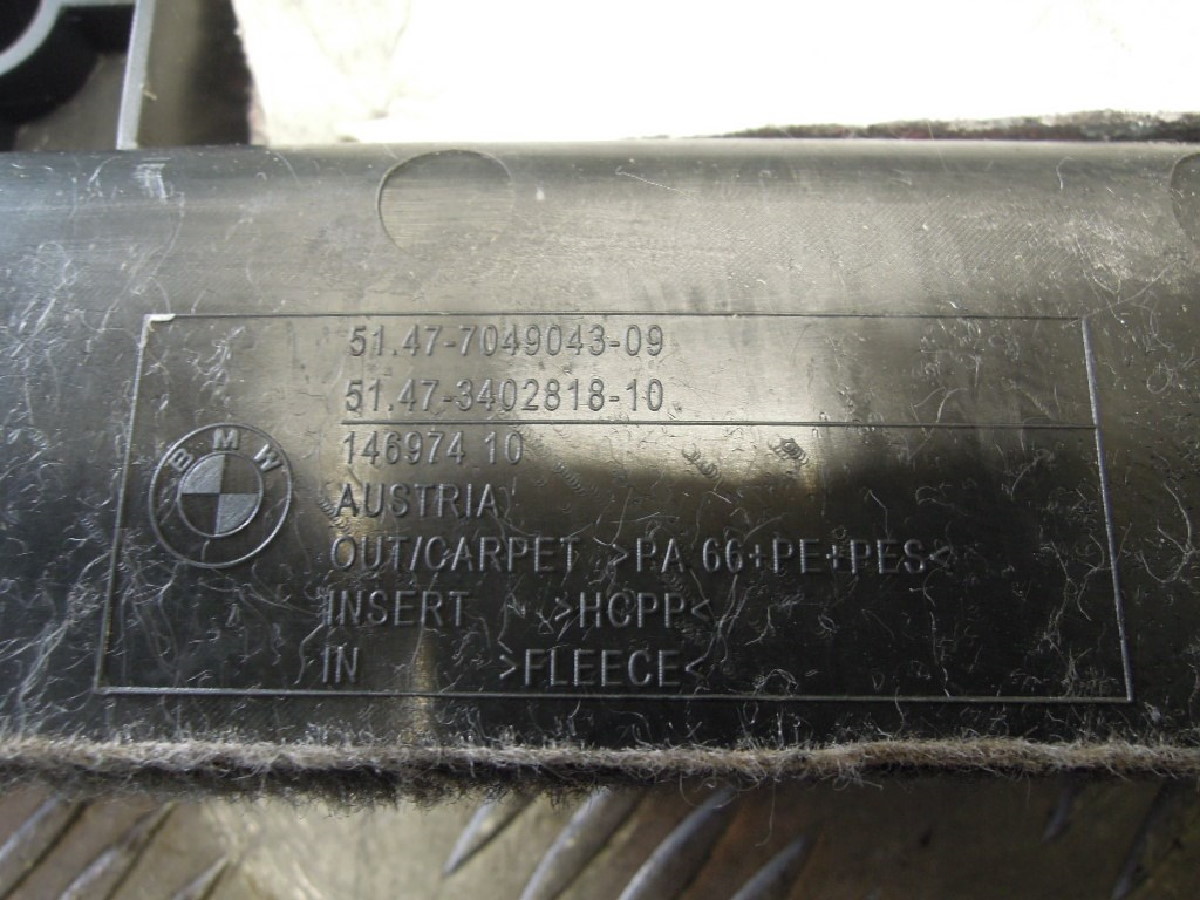 51.47-7049043-09
51.47-3402818-10
146974 10
BMW
AUSTRIA
OUT/CARPET >PA 66+PE+PES<
INSERT >HCPP<
IN >FLEECE<